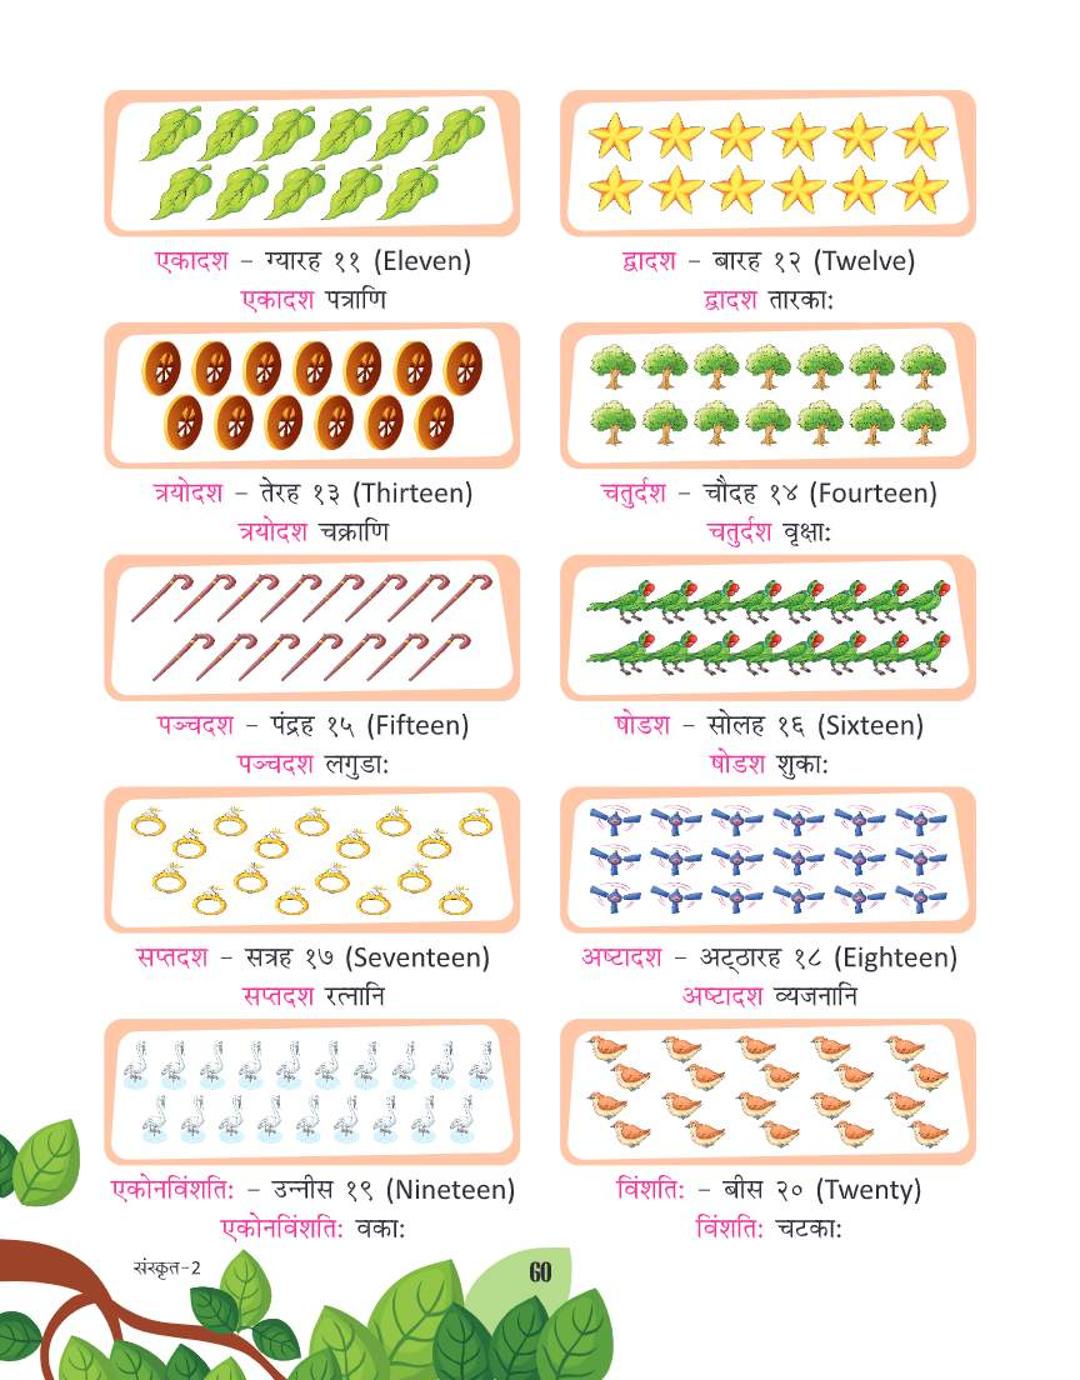 एकादश – ग्यारह ११ (Eleven)
एकादश पत्राणि
द्वादश – बारह १२ (Twelve)
द्वादश तारका:
त्रयोदश – तेरह १३ (Thirteen)
त्रयोदश चक्राणि
चतुर्दश – चौदह १४ (Fourteen)
चतुर्दश वृक्षा:
पञ्चदश – पंद्रह १५ (Fifteen)
पञ्चदश लगुडा:
षोडश – सोलह १६ (Sixteen)
षोडश शुका:
सप्तदश – सत्रह १७ (Seventeen)
सप्तदश रत्नानि
अष्टादश – अट्ठारह १८ (Eighteen)
अष्टादश व्यजनानि
एकोनविंशति: – उन्नीस १९ (Nineteen)
एकोनविंशति: वका:
विंशति: – बीस २० (Twenty)
विंशति: चटका:
संस्कृत-2
60